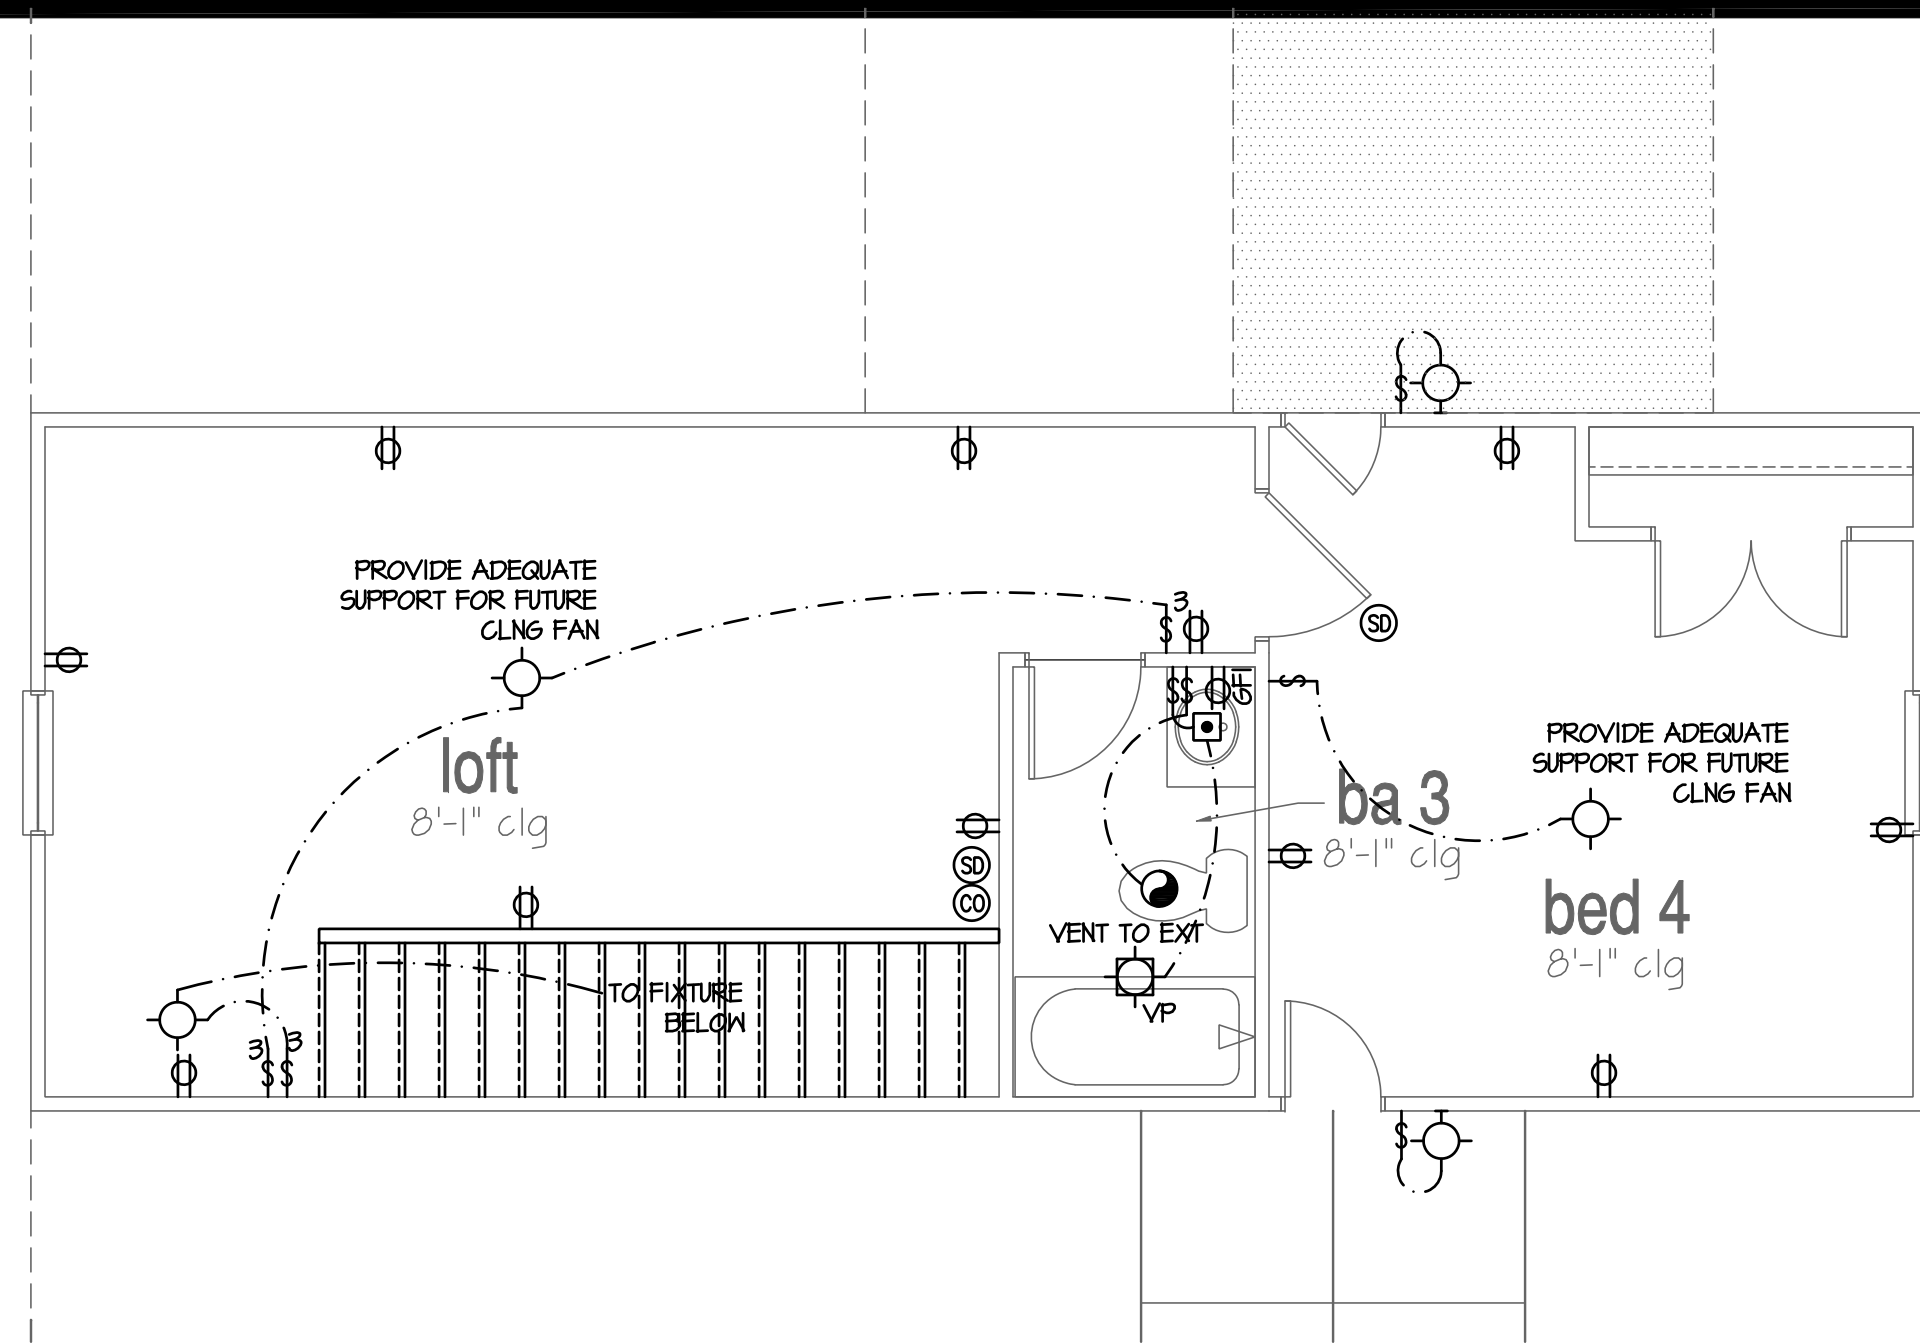 $
PROVIDE ADEQUATE
SUPPORT FOR FUTURE
CLNG FAN
3
$
SD
$$
GFI
$
PROVIDE ADEQUATE
SUPPORT FOR FUTURE
CLNG FAN
loft
8'-1" clg
ba 3
8'-1" clg
SD
CO
bed 4
8'-1" clg
VENT TO EXT
TO FIXTURE
BELOW
VP
3 3
$$
$